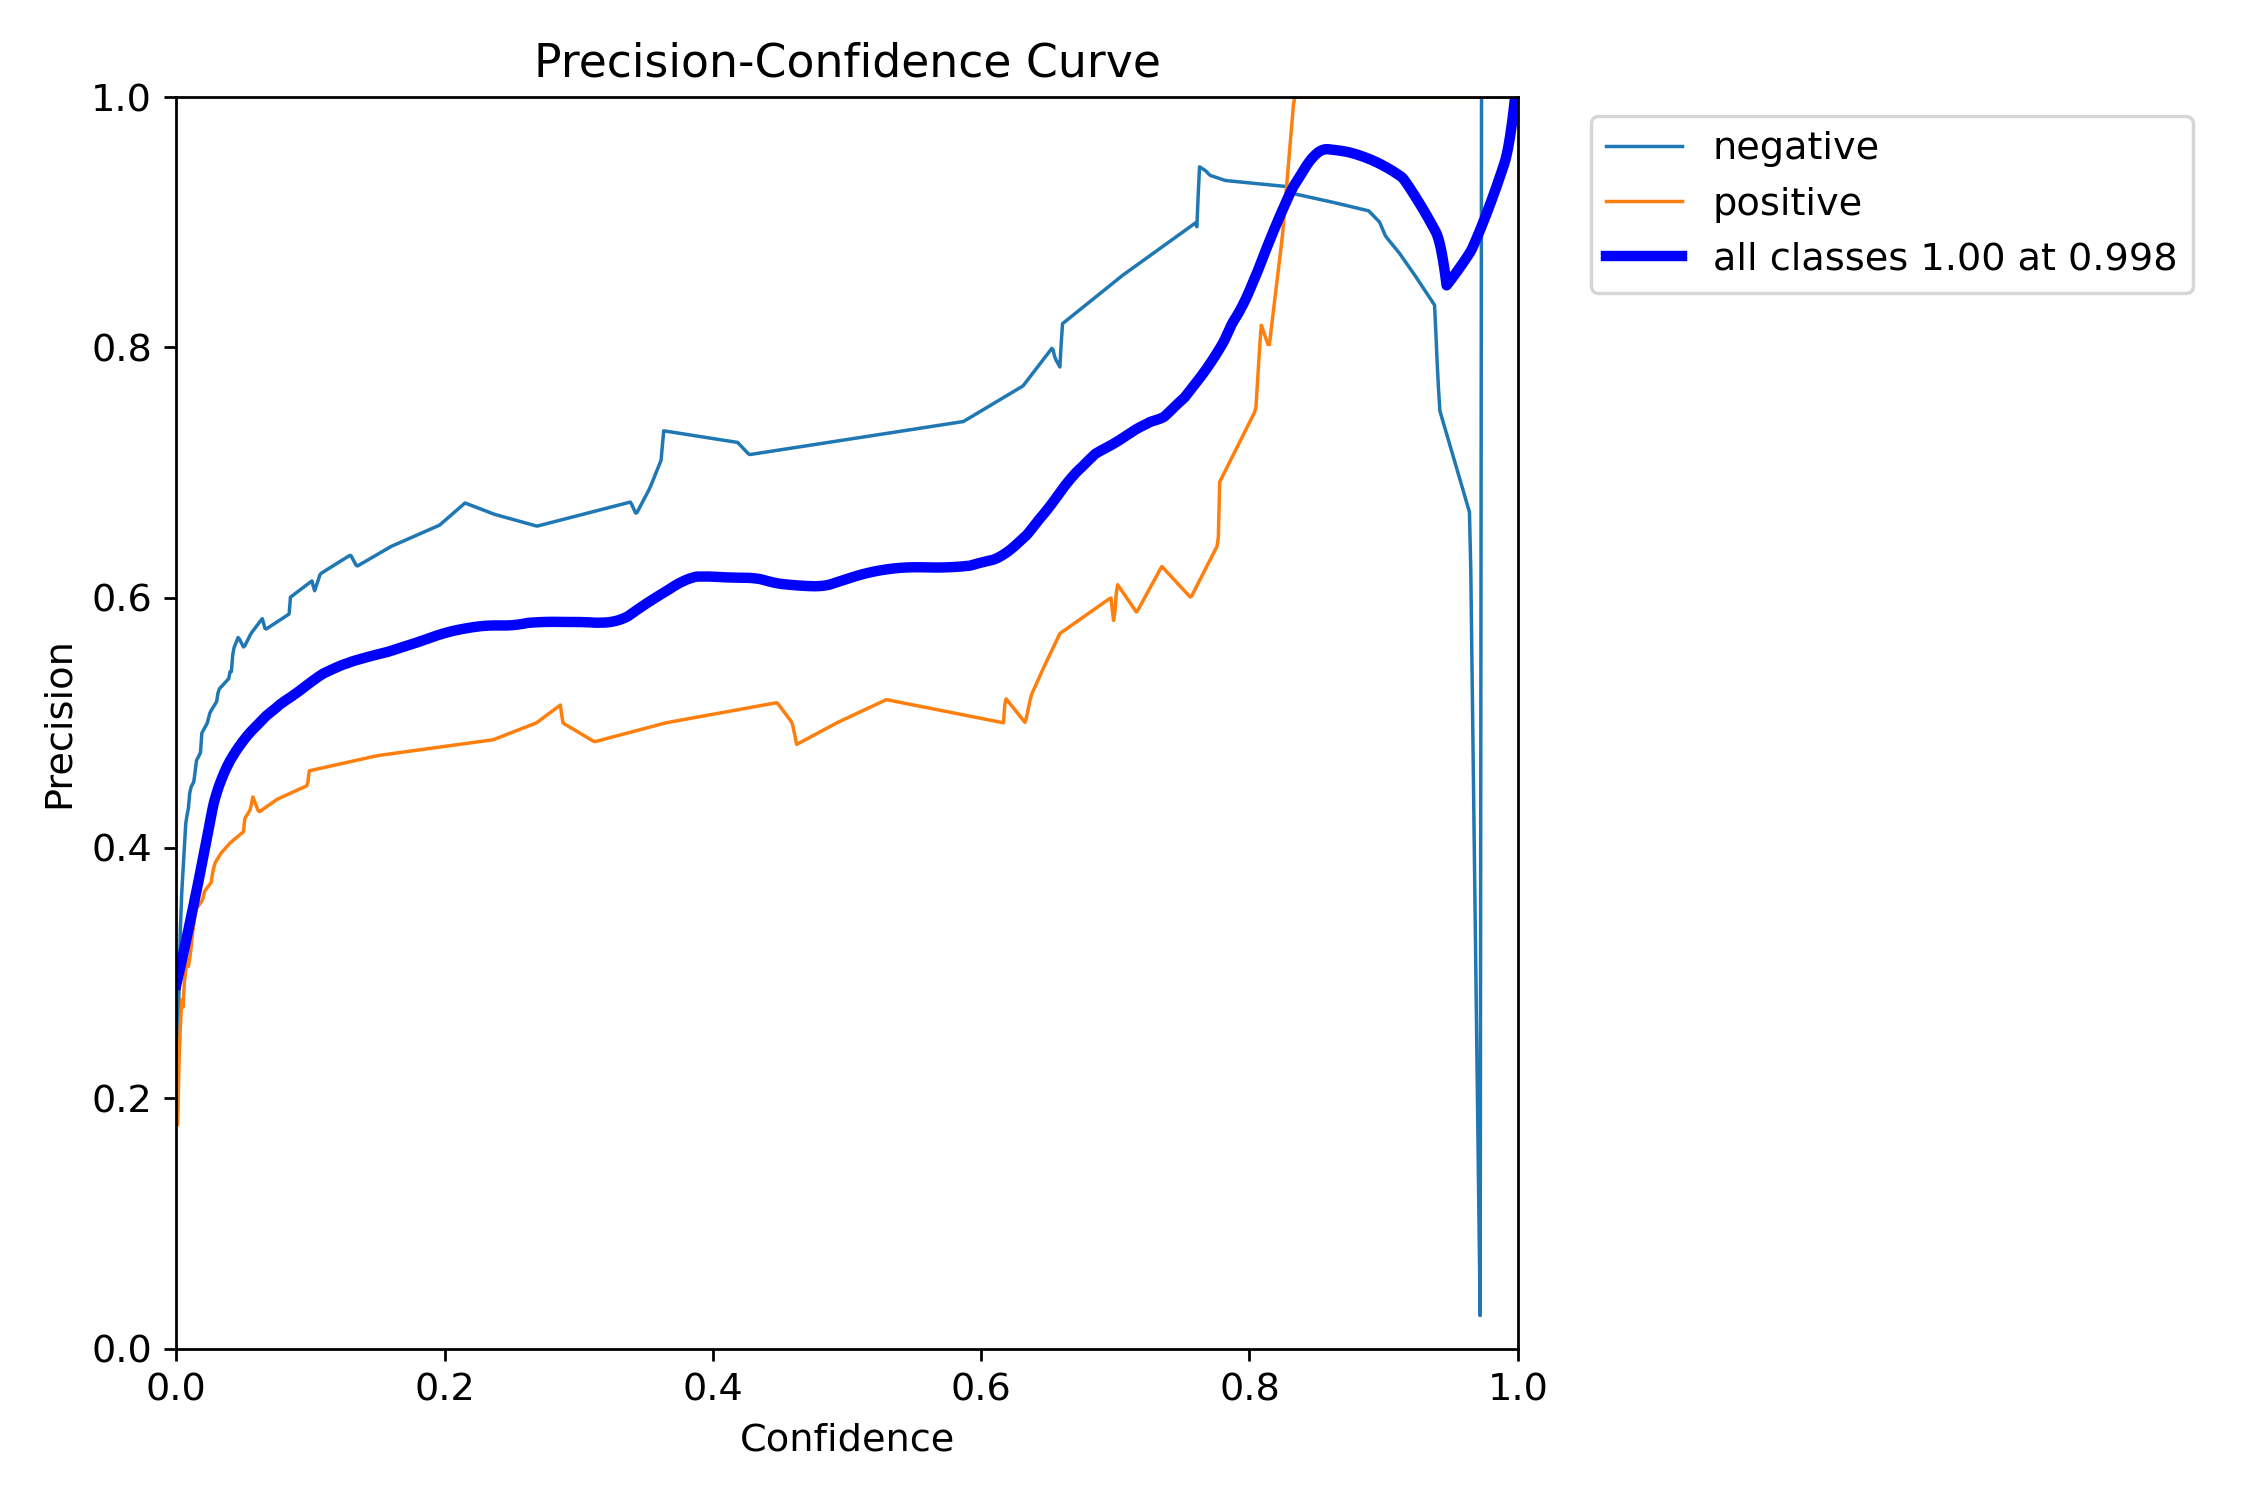 Precision-Confidence Curve
1.0
0.8
0.6
0.4
0.2
0.0
Precision
0.0 0.2 0.4 0.6 0.8 1.0
Confidence
negative
positive
all classes 1.00 at 0.998